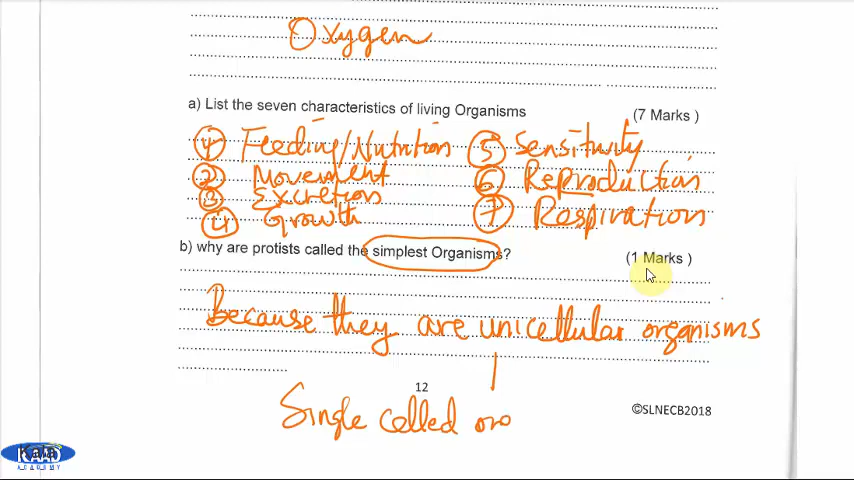 Oxygen
a) List the seven characteristics of living Organisms (7 Marks )
① Feeding/Nutrition ⑤ Sensitivity
② Movement ⑥ Reproduction
③ Excretion ⑦ Respiration
④ Growth
b) why are protists called the simplest Organisms? (1 Marks )
Because they are unicellular organisms
12
Single called
©SLNECB2018
ACADEMY